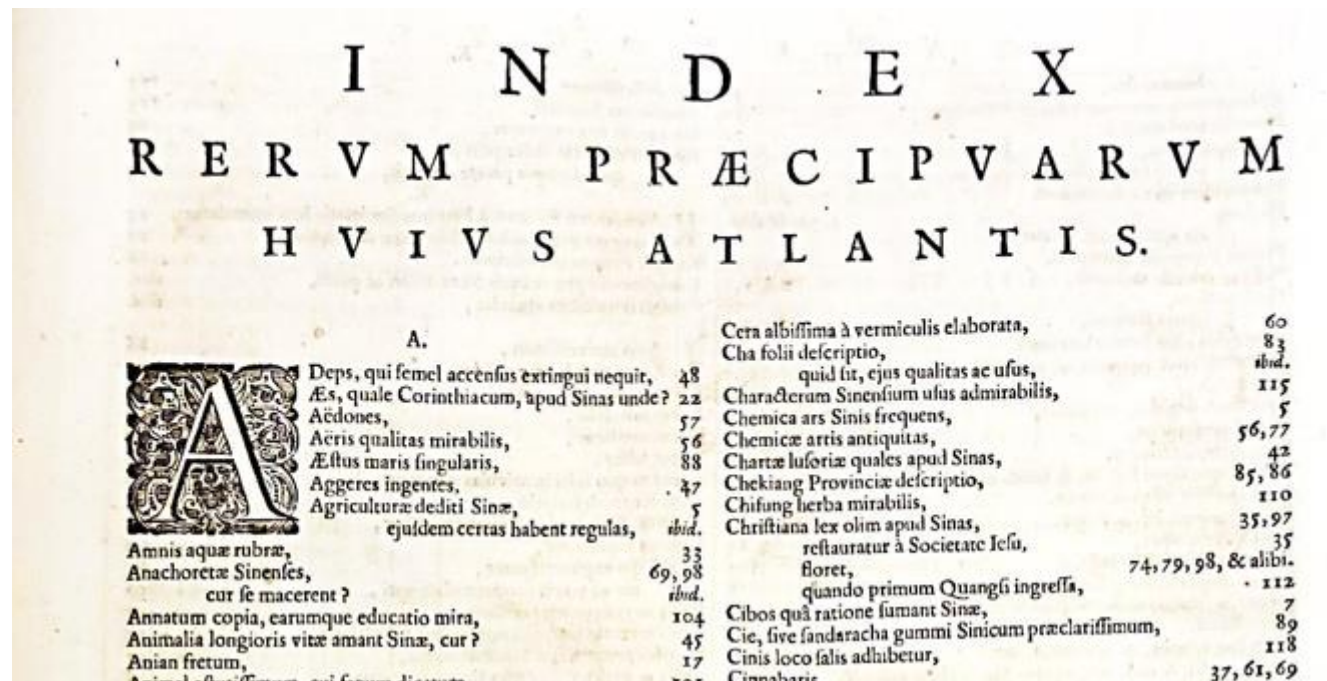 INDEX
RERVM PRÆCIPVARVM
HVIVS ATLANTIS.
A.
ADeps, qui ſemel accenſus extingui nequit, 48
Æs, quale Corinthiacum, apud Sinas unde? 22
Aëdones, 57
Aëris qualitas mirabilis, 56
Æſtus maris ſingularis, 88
Aggeres ingentes, 47
Agriculturæ dediti Sinæ, 5
ejuſdem certas habent regulas, ibid.
Amnis aquæ rubræ, 33
Anachoretæ Sinenſes, 69, 98
cur ſe macerent? ibid.
Annatum copia, earumque educatio mira, 104
Animalia longioris vitæ amant Sinæ, cur? 45
Anian fretum, 17
Cera albiſſima à vermiculis elaborata, 60
Cha folii deſcriptio, 83
quid ſit, ejus qualitas ac uſus, ibid.
Characterum Sinenſium uſus admirabilis, 115
Chemica ars Sinis frequens, 5
Chemicæ artis antiquitas, 56, 77
Chartæ luſoriæ quales apud Sinas, 42
Chekiang Provinciæ deſcriptio, 85, 86
Chifung herba mirabilis, 110
Chriſtiana lex olim apud Sinas, 35, 97
reſtauratur à Societate Ieſu, 35
floret, 74, 79, 98, & alibi.
quando primum Quangſi ingreſſa, 112
Cibos quâ ratione ſumant Sinæ, 7
Cie, ſive ſandaracha gummi Sinicum præclariſſimum, 89
Cinis loco ſalis adhibetur, 118
Cinnabaris 37, 61, 69